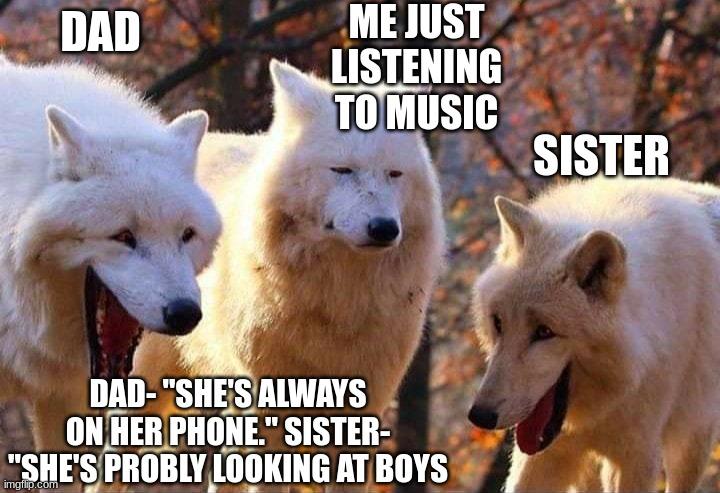 DAD
ME JUST
LISTENING
TO MUSIC
SISTER
DAD- "SHE'S ALWAYS
ON HER PHONE." SISTER-
"SHE'S PROBLY LOOKING AT BOYS
imgflip.com